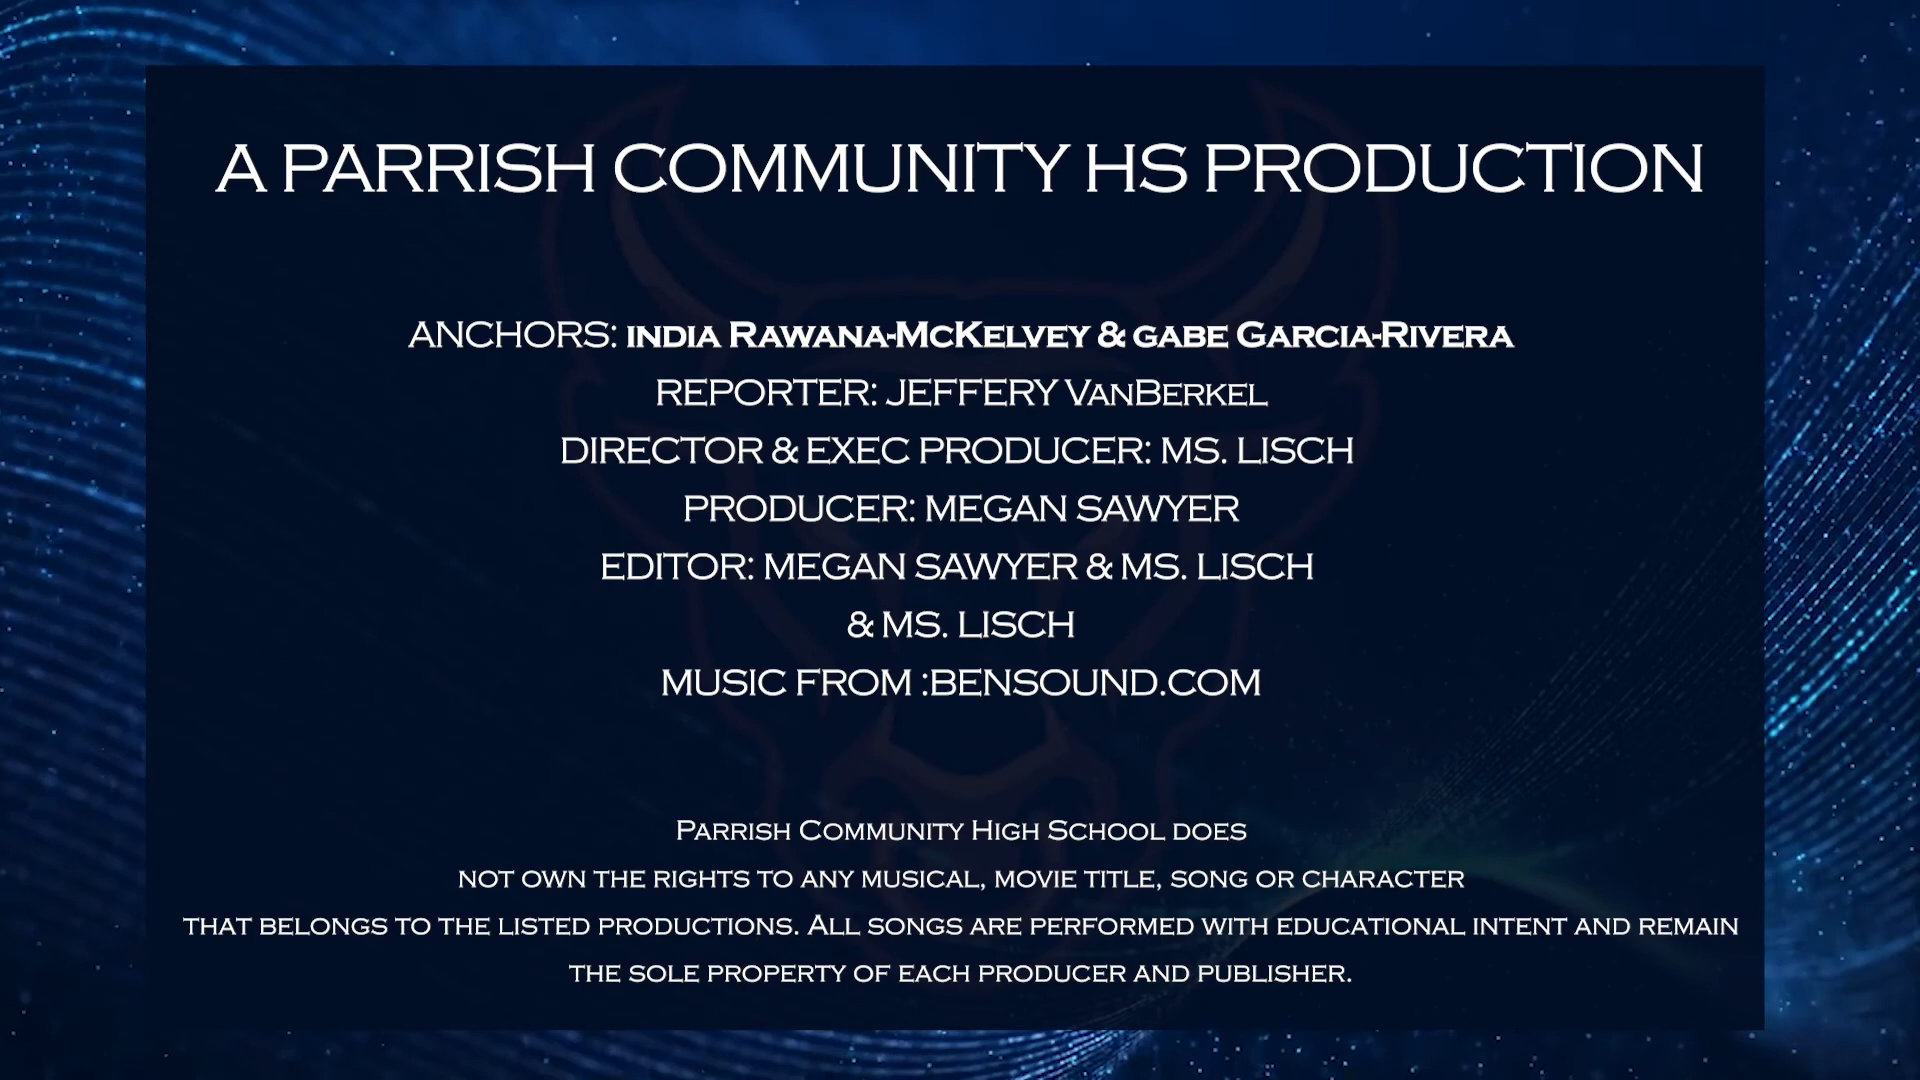 A PARRISH COMMUNITY HS PRODUCTION
ANCHORS: INDIA RAWANA-MCKELVEY & GABE GARCIA-RIVERA
REPORTER: JEFFERY VANBERKEL
DIRECTOR & EXEC PRODUCER: MS. LISCH
PRODUCER: MEGAN SAWYER
EDITOR: MEGAN SAWYER & MS. LISCH
& MS. LISCH
MUSIC FROM :BENSOUND.COM
PARRISH COMMUNITY HIGH SCHOOL DOES
NOT OWN THE RIGHTS TO ANY MUSICAL, MOVIE TITLE, SONG OR CHARACTER
THAT BELONGS TO THE LISTED PRODUCTIONS. ALL SONGS ARE PERFORMED WITH EDUCATIONAL INTENT AND REMAIN
THE SOLE PROPERTY OF EACH PRODUCER AND PUBLISHER.